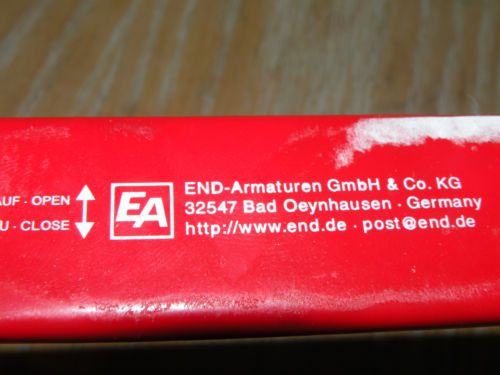 AUF · OPEN
ZU · CLOSE
EA
END-Armaturen GmbH & Co. KG
32547 Bad Oeynhausen · Germany
http://www.end.de · post@end.de